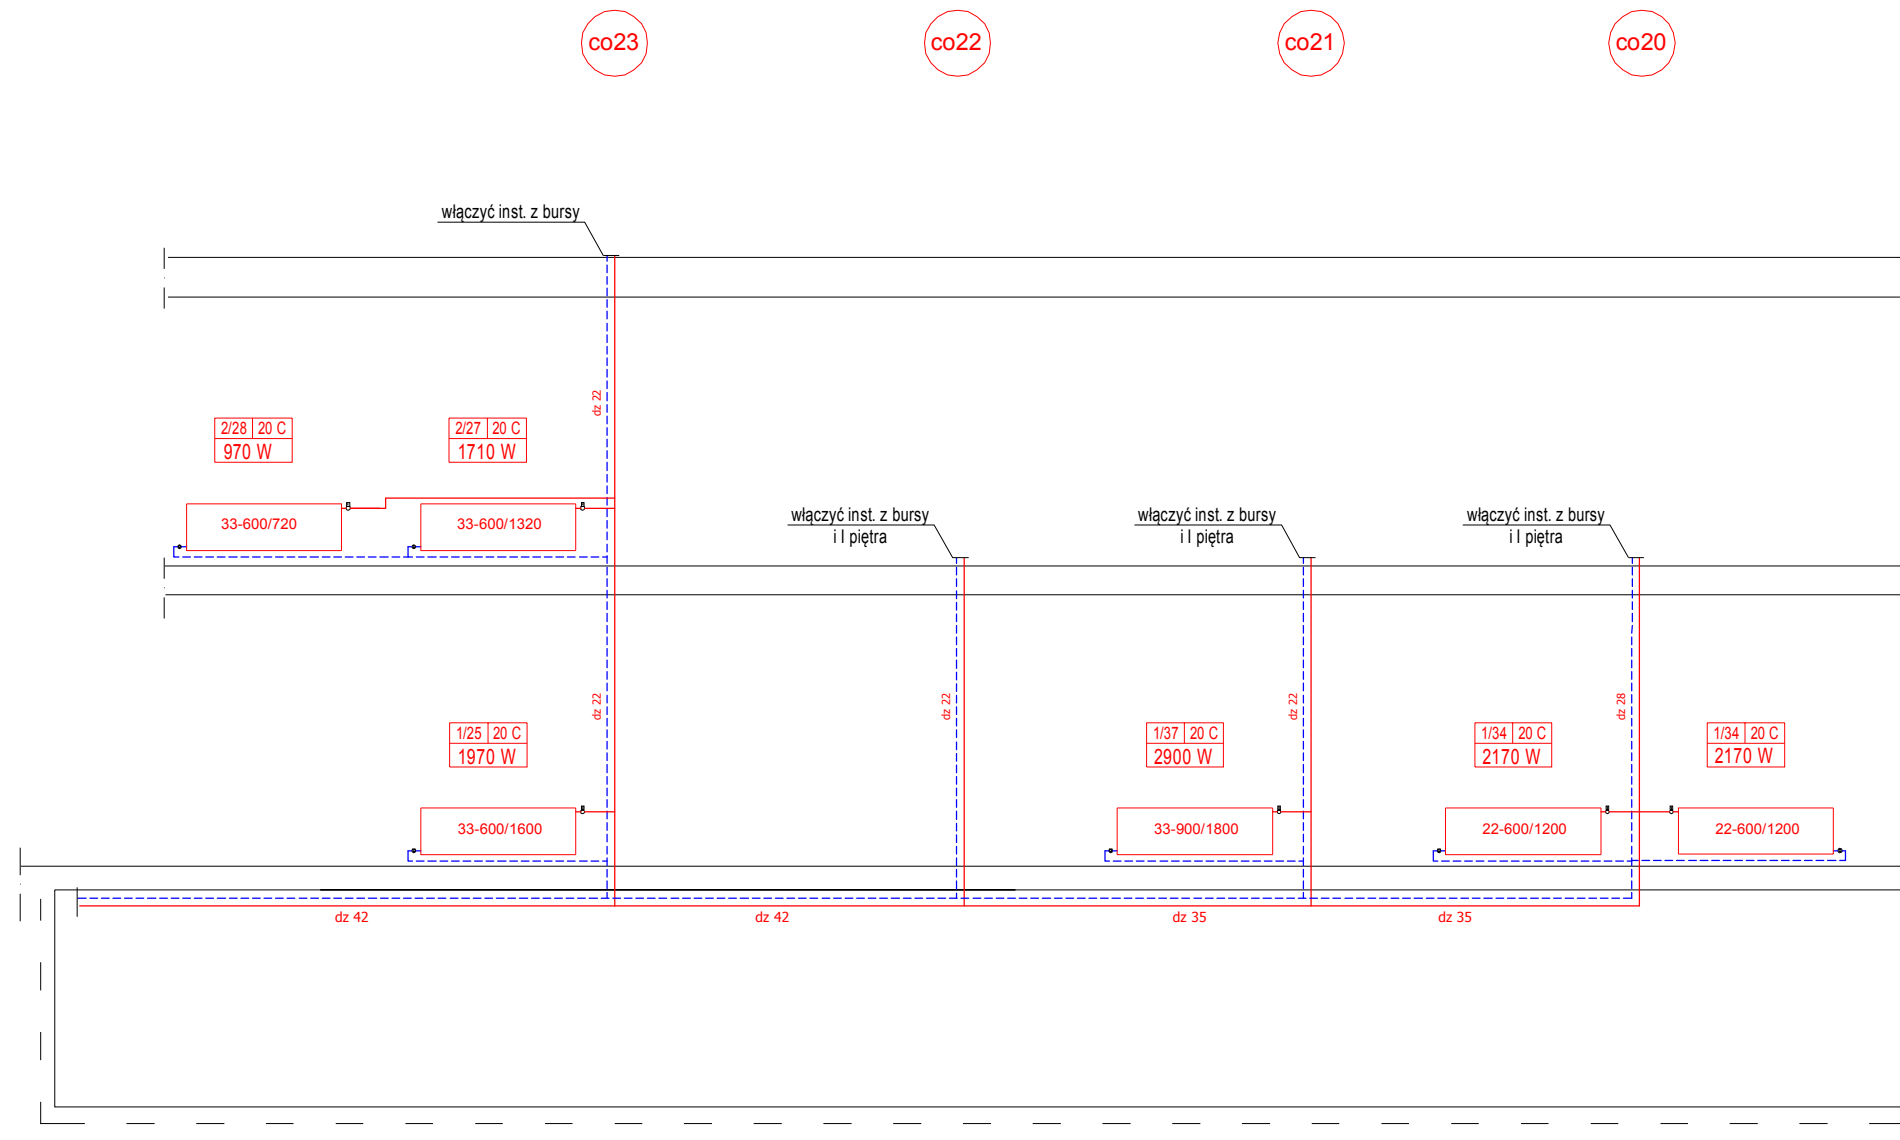 co23
co22
co21
co20
włączyć inst. z bursy
dz 22
2/28 20 C
970 W
2/27 20 C
1710 W
33-600/720
33-600/1320
włączyć inst. z bursy
i I piętra
włączyć inst. z bursy
i I piętra
włączyć inst. z bursy
i I piętra
dz 22
dz 22
dz 22
dz 28
1/25 20 C
1970 W
1/37 20 C
2900 W
1/34 20 C
2170 W
1/34 20 C
2170 W
33-600/1600
33-900/1800
22-600/1200
22-600/1200
dz 42
dz 42
dz 35
dz 35